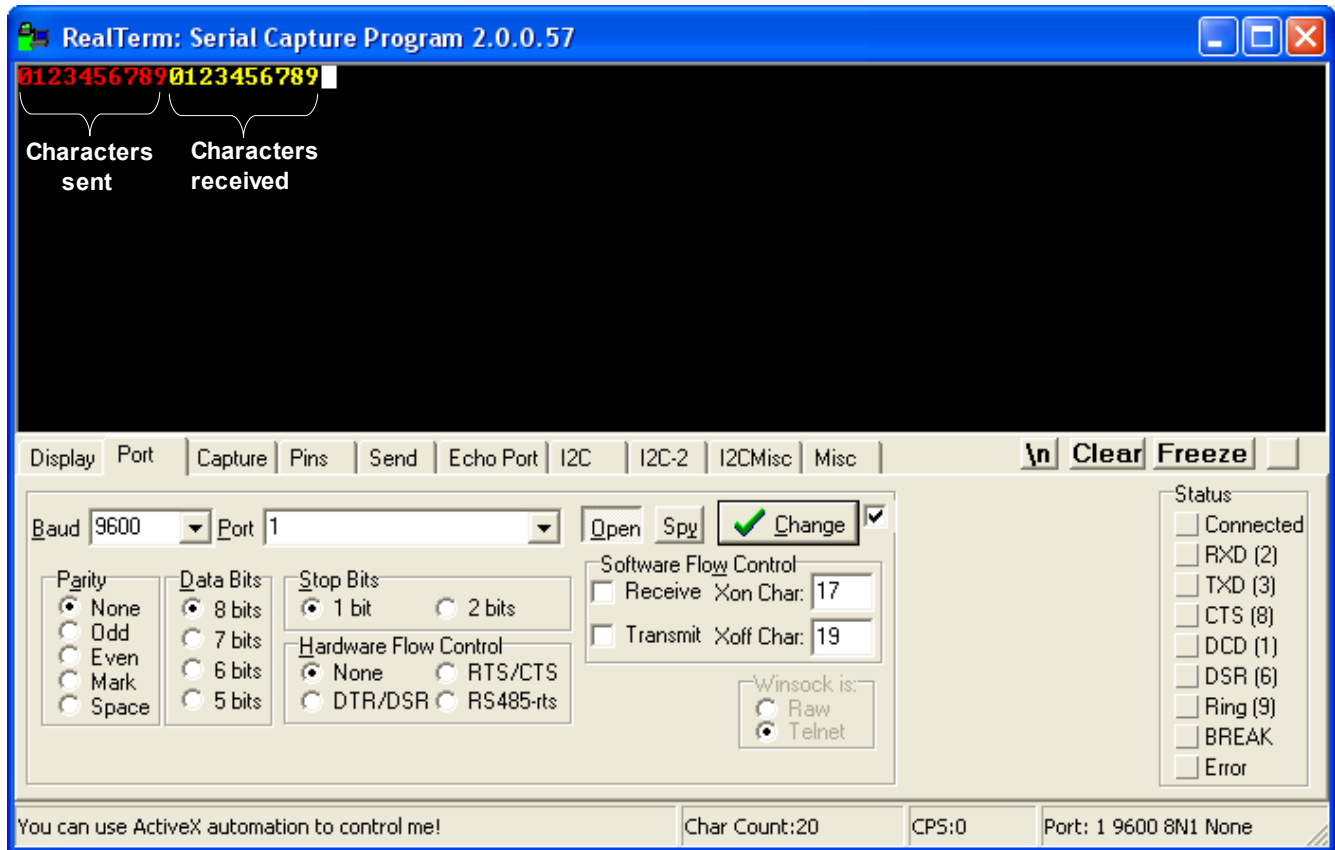 RealTerm: Serial Capture Program 2.0.0.57
01234567890123456789
Characters sent
Characters received
Display Port Capture Pins Send Echo Port I2C I2C-2 I2CMisc Misc \n Clear Freeze
Baud 9600 Port 1 Open Spy Change
Parity
None
Odd
Even
Mark
Space
Data Bits
8 bits
7 bits
6 bits
5 bits
Stop Bits
1 bit 2 bits
Hardware Flow Control
None RTS/CTS
DTR/DSR RS485-rts
Software Flow Control
Receive Xon Char: 17
Transmit Xoff Char: 19
Winsock is:
Raw
Telnet
Status
Connected
RXD (2)
TXD (3)
CTS (8)
DCD (1)
DSR (6)
Ring (9)
BREAK
Error
You can use ActiveX automation to control me! Char Count:20 CPS:0 Port: 1 9600 8N1 None